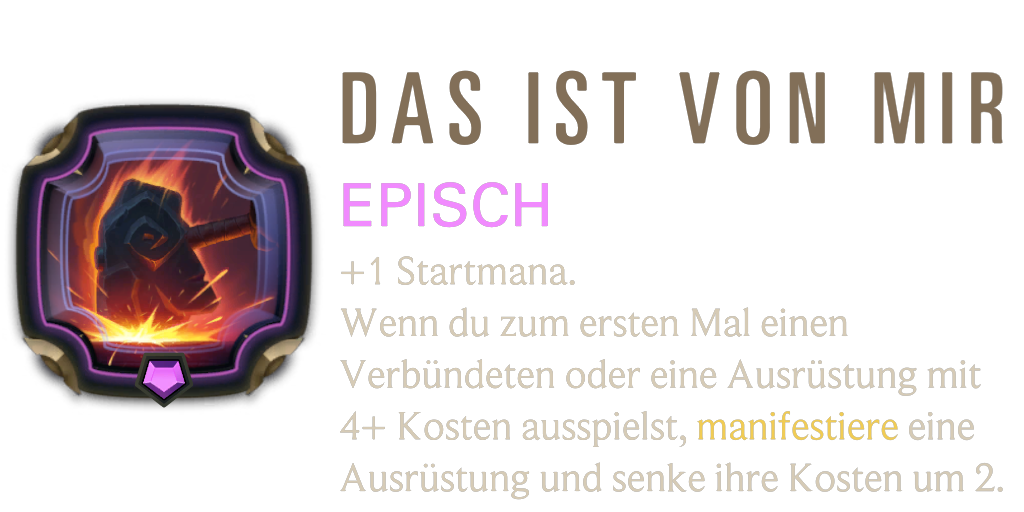 DAS IST VON MIR
EPISCH
+1 Startmana.
Wenn du zum ersten Mal einen
Verbündeten oder eine Ausrüstung mit
4+ Kosten ausspielst, manifestiere eine
Ausrüstung und senke ihre Kosten um 2.